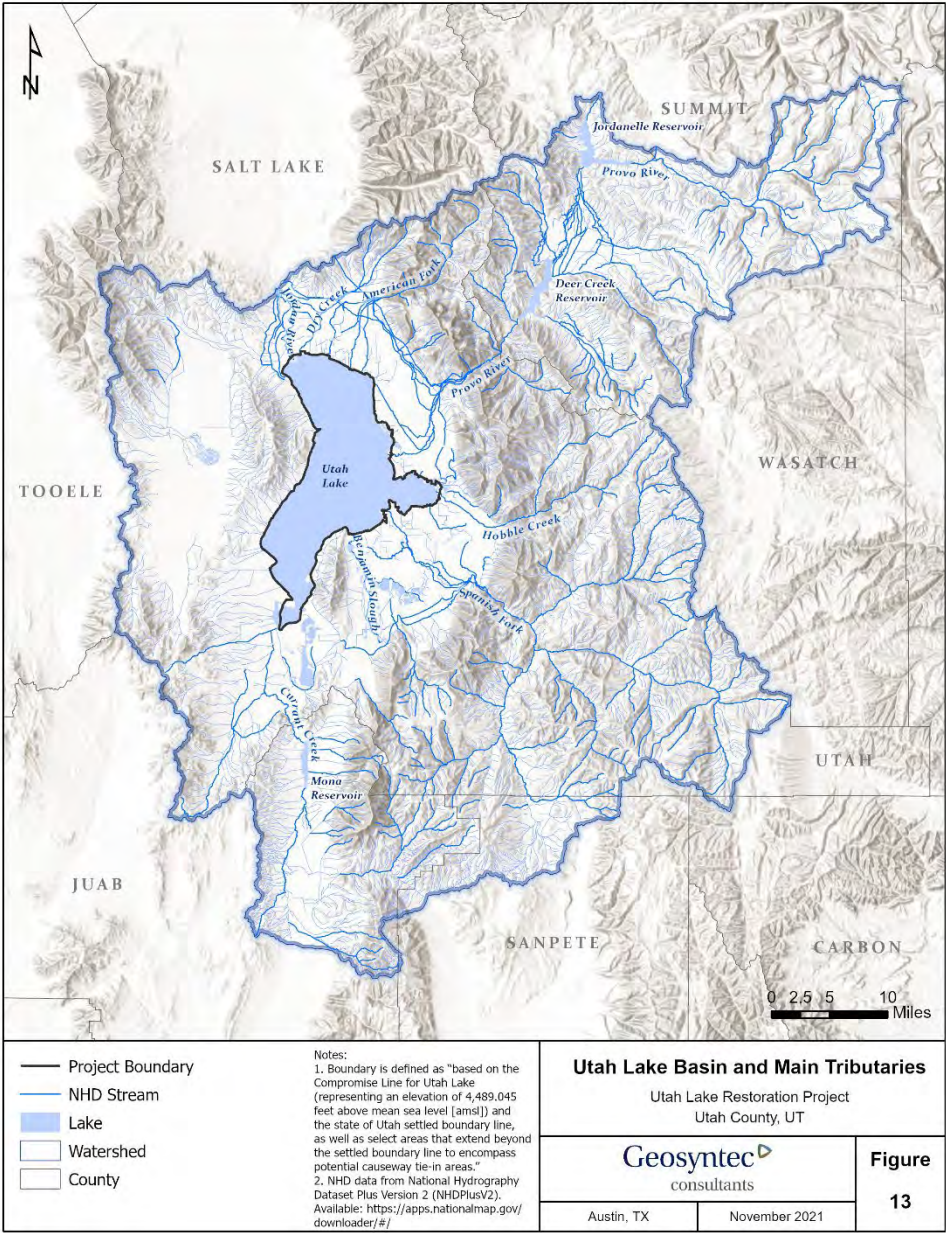 N
SUMMIT
Jordanelle Reservoir
SALT LAKE
Provo River
American Fork
Dry Creek
Jordan River
Deer Creek
Reservoir
Provo River
Utah
Lake
WASATCH
TOOELE
Hobble Creek
Benjamin Slough
Spanish Fork
Currant Creek
UTAH
Mona
Reservoir
JUAB
SANPETE
CARBON
0 2.5 5 10
Miles
Project Boundary
NHD Stream
Lake
Watershed
County
Notes:
1. Boundary is defined as "based on the
Compromise Line for Utah Lake
(representing an elevation of 4,489.045
feet above mean sea level [amsl]) and
the state of Utah settled boundary line,
as well as select areas that extend beyond
the settled boundary line to encompass
potential causeway tie-in areas."
2. NHD data from National Hydrography
Dataset Plus Version 2 (NHDPlusV2).
Available: https://apps.nationalmap.gov/
downloader/#/
Utah Lake Basin and Main Tributaries
Utah Lake Restoration Project
Utah County, UT
Geosyntec
consultants
Austin, TX
November 2021
Figure
13